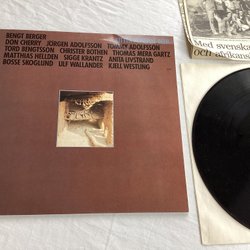 BENGT BERGER
DON CHERRY JÖRGEN ADOLFSSON TOMMY ADOLFSSON
TORD BENGTSSON CHRISTER BOTHÉN THOMAS MERA GARTZ
MATTHIAS HELLDÉN SIGGE KRANTZ ANITA LIVSTRAND
BOSSE SKOGLUND ULF WALLANDER KJELL WESTLING
Med svenska
och afrikans